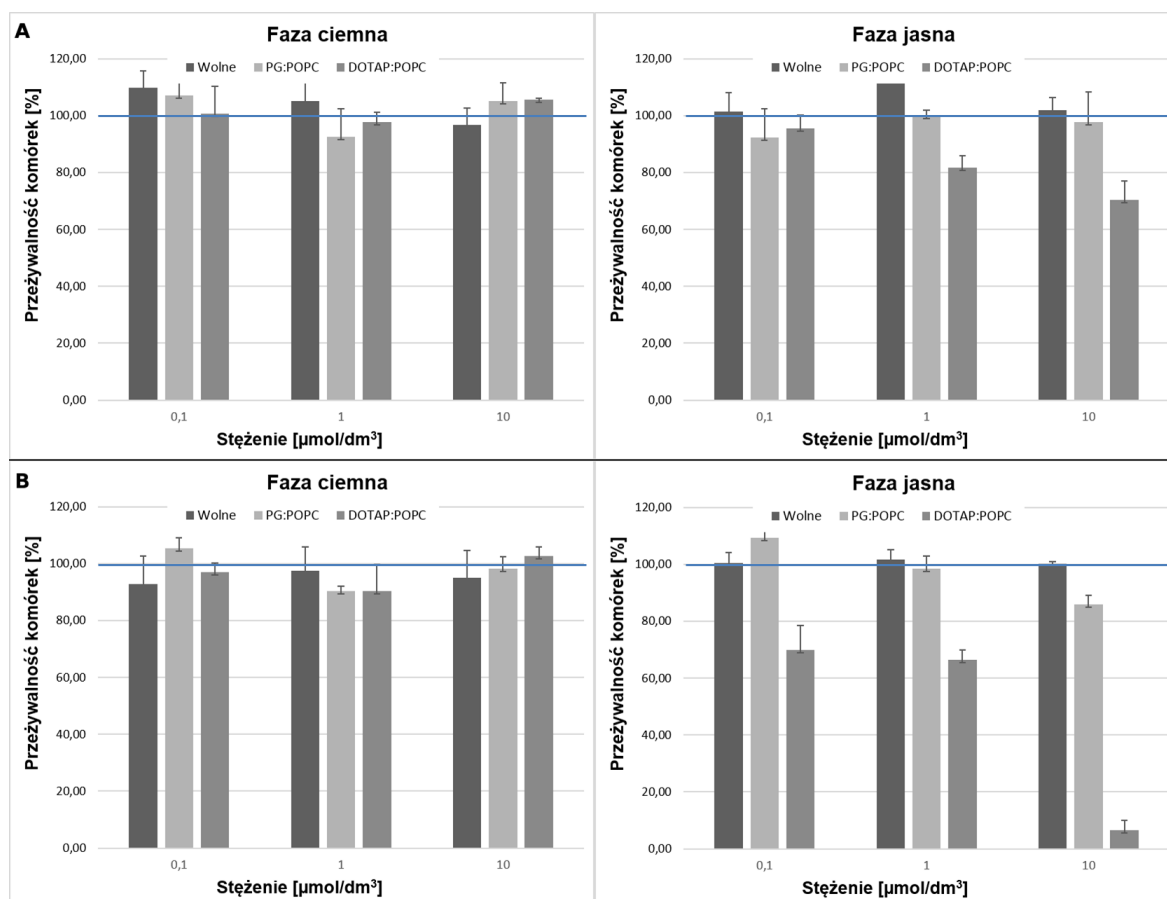 A
Faza ciemna
Wolne PG:POPC DOTAP:POPC
Przeżywalność komórek [%]
120,00
100,00
80,00
60,00
40,00
20,00
0,00
0,1 1 10
Stężenie [µmol/dm³]
Faza jasna
Wolne PG:POPC DOTAP:POPC
Przeżywalność komórek [%]
120,00
100,00
80,00
60,00
40,00
20,00
0,00
0,1 1 10
Stężenie [µmol/dm³]
B
Faza ciemna
Wolne PG:POPC DOTAP:POPC
Przeżywalność komórek [%]
120,00
100,00
80,00
60,00
40,00
20,00
0,00
0,1 1 10
Stężenie [µmol/dm³]
Faza jasna
Wolne PG:POPC DOTAP:POPC
Przeżywalność komórek [%]
120,00
100,00
80,00
60,00
40,00
20,00
0,00
0,1 1 10
Stężenie [µmol/dm³]